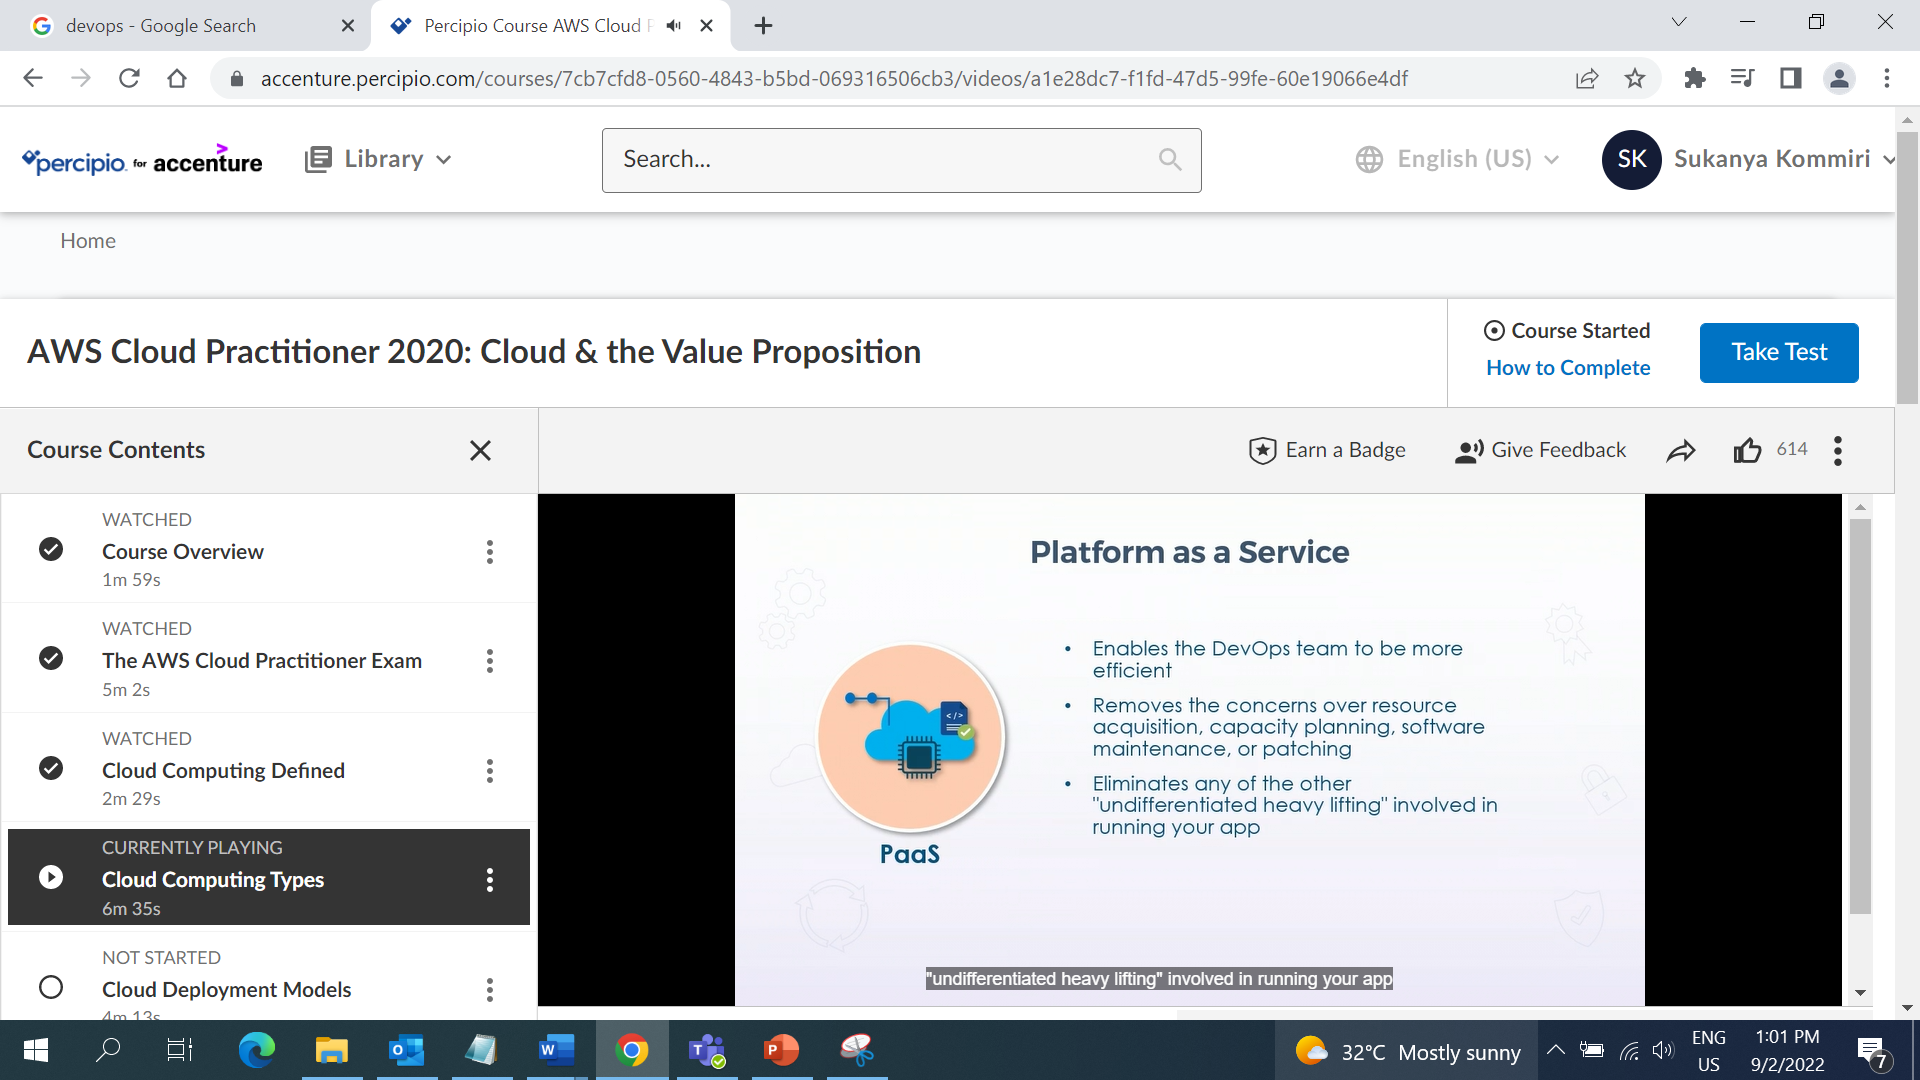 devops - Google Search
Percipio Course AWS Cloud
accenture.percipio.com/courses/7cb7cfd8-0560-4843-b5bd-069316506cb3/videos/a1e28dc7-f1fd-47d5-99fe-60e19066e4df
percipio. for accenture
Library
Search...
English (US)
SK
Sukanya Kommiri
Home
AWS Cloud Practitioner 2020: Cloud & the Value Proposition
Course Started
How to Complete
Take Test
Course Contents
Earn a Badge
Give Feedback
614
WATCHED
Course Overview
1m 59s
WATCHED
The AWS Cloud Practitioner Exam
5m 2s
WATCHED
Cloud Computing Defined
2m 29s
CURRENTLY PLAYING
Cloud Computing Types
6m 35s
NOT STARTED
Cloud Deployment Models
4m 13s
Platform as a Service
</>
PaaS
• Enables the DevOps team to be more
efficient
• Removes the concerns over resource
acquisition, capacity planning, software
maintenance, or patching
• Eliminates any of the other
"undifferentiated heavy lifting" involved in
running your app
"undifferentiated heavy lifting" involved in running your app
32°C Mostly sunny
ENG
US
1:01 PM
9/2/2022
7